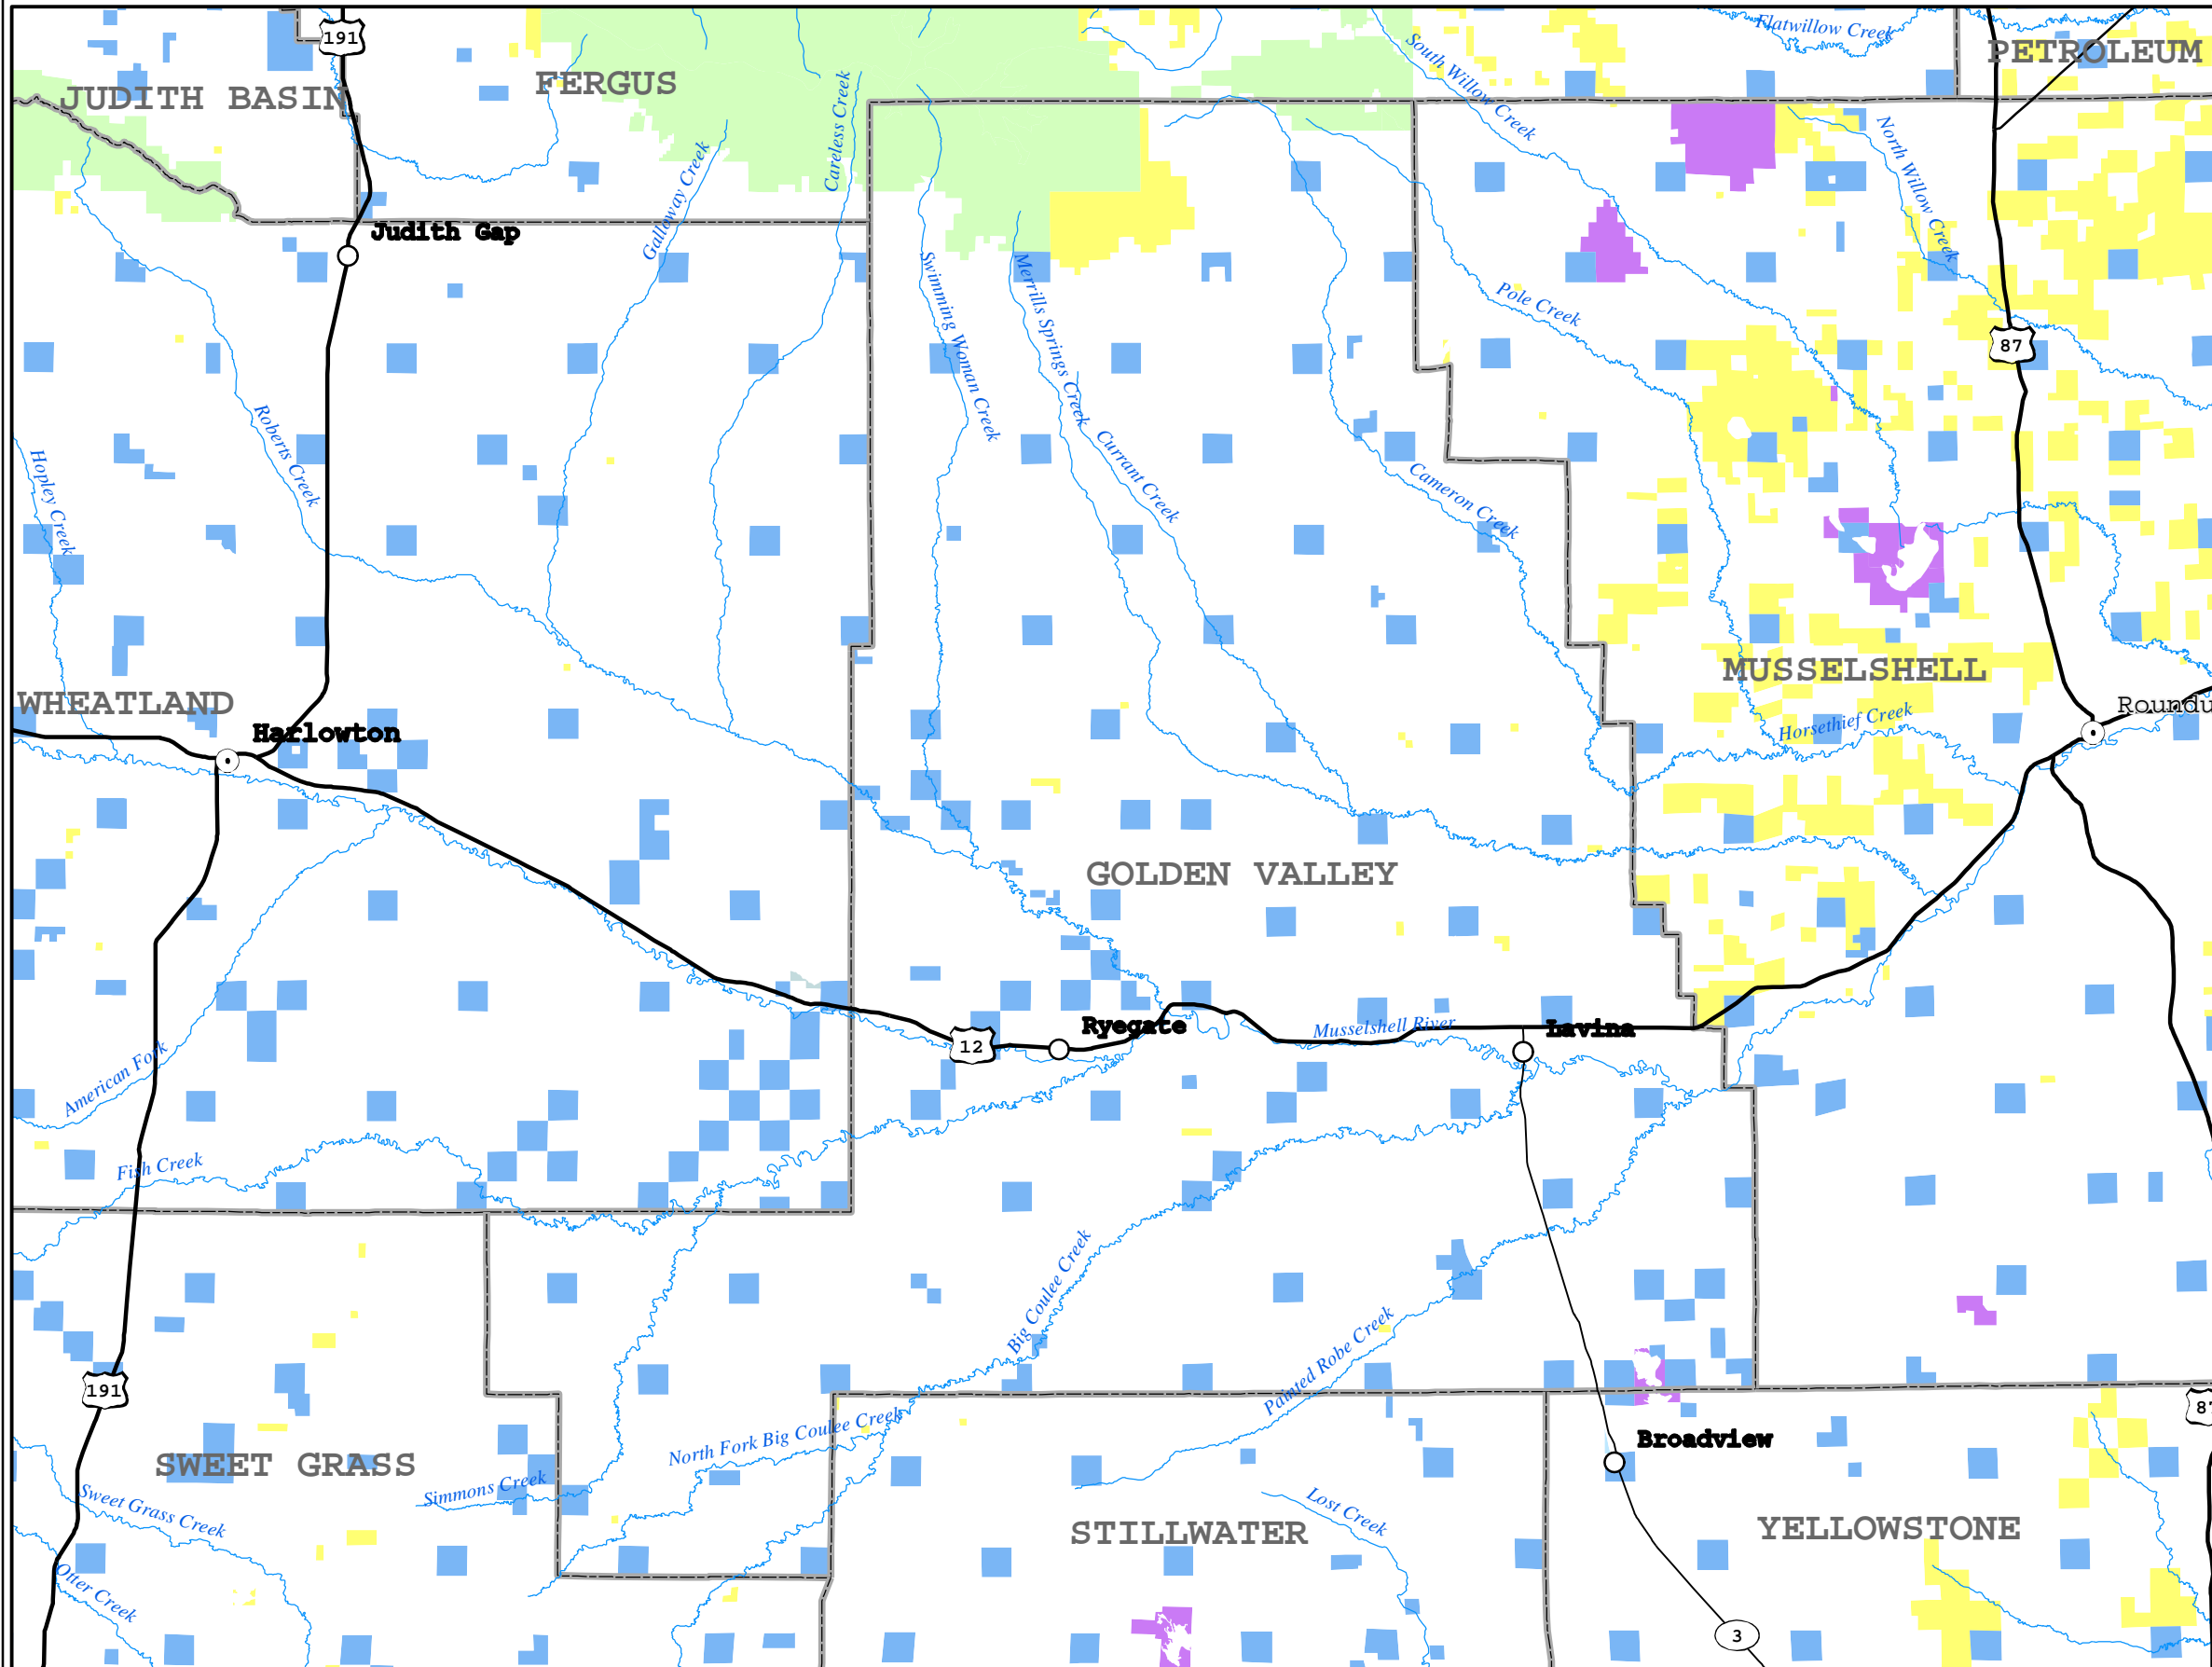 191
Flatwillow Creek
PETROLEUM
South Willow Creek
FERGUS
JUDITH BASIN
Careless Creek
North Willow Creek
Galloway Creek
Judith Gap
Swimming Woman Creek
Merrills Springs Creek
Pole Creek
87
Roberts Creek
Currant Creek
Hopley Creek
Cameron Creek
MUSSELSHELL
WHEATLAND
Roundu
Horsethief Creek
Harlowton
GOLDEN VALLEY
Ryegate
Musselshell River
Lavina
12
American Fork
Fish Creek
Big Coulee Creek
Painted Robe Creek
191
87
North Fork Big Coulee Creek
Broadview
SWEET GRASS
Simmons Creek
Sweet Grass Creek
Lost Creek
STILLWATER
YELLOWSTONE
Otter Creek
3